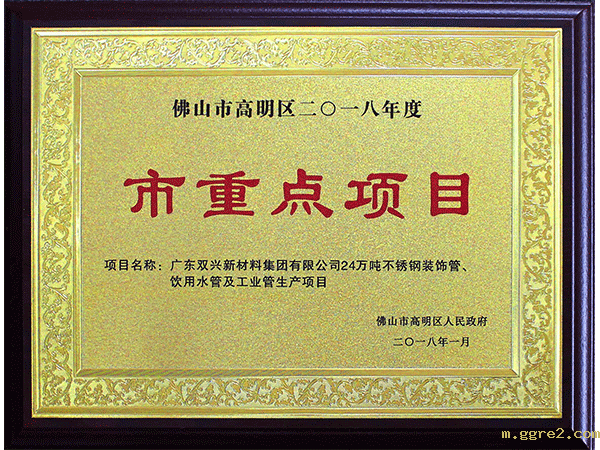 佛山市高明区二〇一八年度
市重点项目
项目名称：广东双兴新材料集团有限公司24万吨不锈钢装饰管、
饮用水管及工业管生产项目
佛山市高明区人民政府
二〇一八年一月
m.ggre2.com